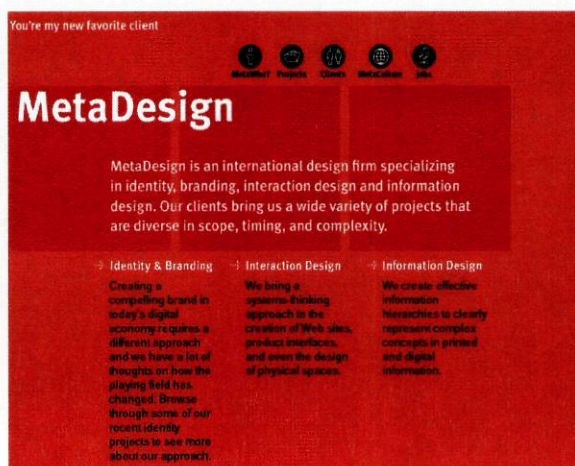 You're my new favorite client
MetaWho? Projects Clients MetaCulture Jobs
MetaDesign
MetaDesign is an international design firm specializing
in identity, branding, interaction design and information
design. Our clients bring us a wide variety of projects that
are diverse in scope, timing, and complexity.
Identity & Branding
Creating a
compelling brand in
today's digital
economy requires a
different approach
and we have a lot of
thoughts on how the
playing field has
changed. Browse
through some of our
recent identity
projects to see more
about our approach.
Interaction Design
We bring a
systems-thinking
approach to the
creation of Web sites,
product interfaces,
and even the design
of physical spaces.
Information Design
We create effective
information
hierarchies to clearly
represent complex
concepts in printed
and digital
information.